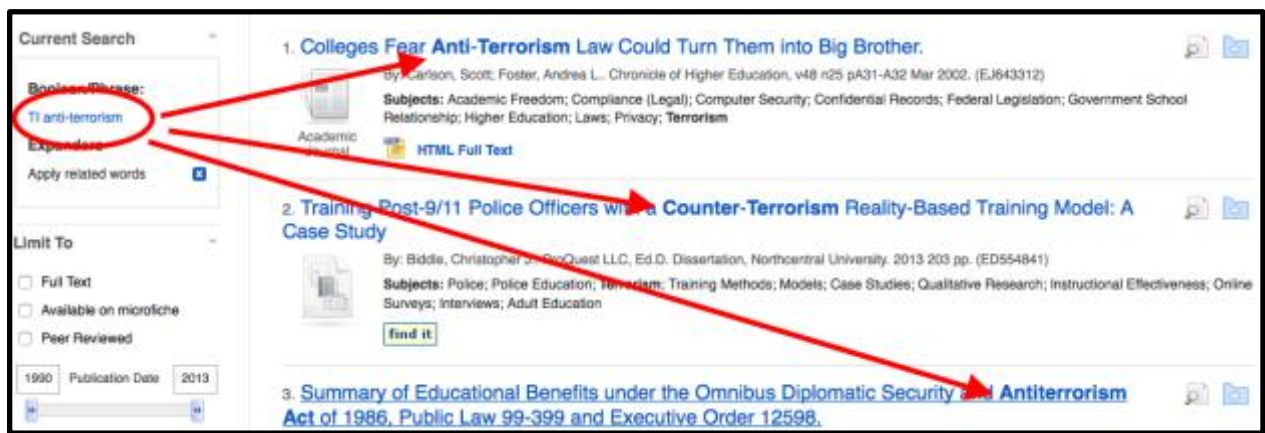 Current Search
Boolean/Phrase:
TI anti-terrorism
Expanders
Apply related words
Limit To
Full Text
Available on microfiche
Peer Reviewed
1990 Publication Date 2013
1. Colleges Fear Anti-Terrorism Law Could Turn Them into Big Brother.
By: Carlson, Scott; Foster, Andrea L.. Chronicle of Higher Education, v48 n25 pA31-A32 Mar 2002. (EJ643312)
Subjects: Academic Freedom; Compliance (Legal); Computer Security; Confidential Records; Federal Legislation; Government School
Relationship; Higher Education; Laws; Privacy; Terrorism
Academic
Journal
HTML Full Text
2. Training Post-9/11 Police Officers with a Counter-Terrorism Reality-Based Training Model: A
Case Study
By: Biddle, Christopher J.. ProQuest LLC, Ed.D. Dissertation, Northcentral University. 2013 203 pp. (ED554841)
Subjects: Police; Police Education; Terrorism; Training Methods; Models; Case Studies; Qualitative Research; Instructional Effectiveness; Online
Surveys; Interviews; Adult Education
find it
3. Summary of Educational Benefits under the Omnibus Diplomatic Security and Antiterrorism
Act of 1986, Public Law 99-399 and Executive Order 12598.